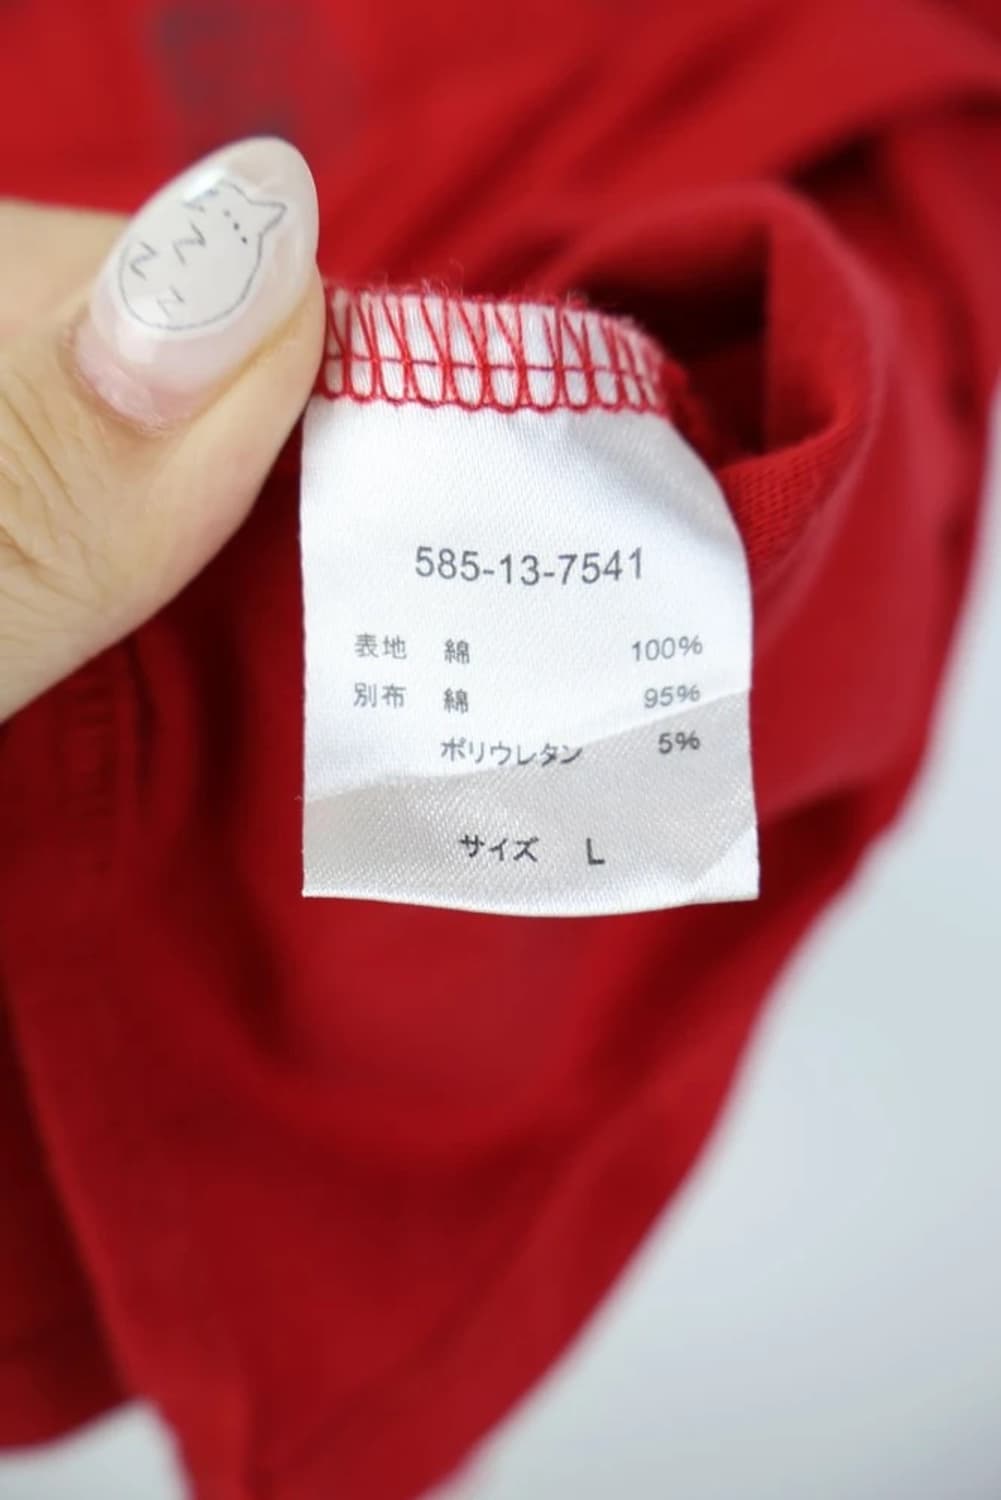 585-13-7541
表地 綿 100%
別布 綿 95%
ポリウレタン 5%
サイズ L